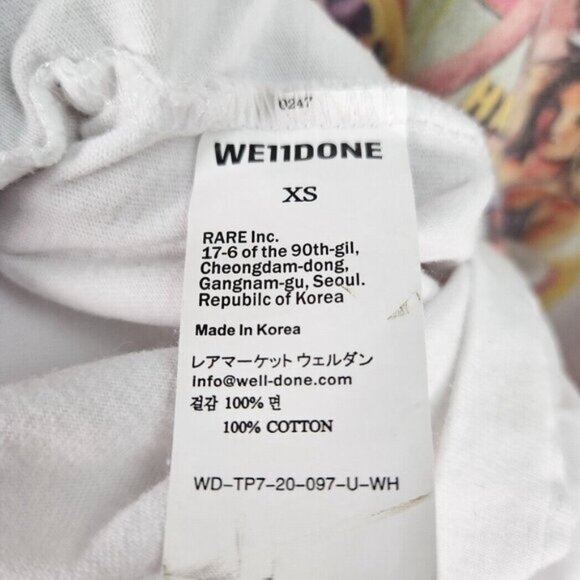 0247
WE11DONE
XS
RARE Inc.
17-6 of the 90th-gil,
Cheongdam-dong,
Gangnam-gu, Seoul.
Republic of Korea
Made In Korea
レアマーケット ウェルダン
info@well-done.com
겉감 100% 면
100% COTTON
WD-TP7-20-097-U-WH